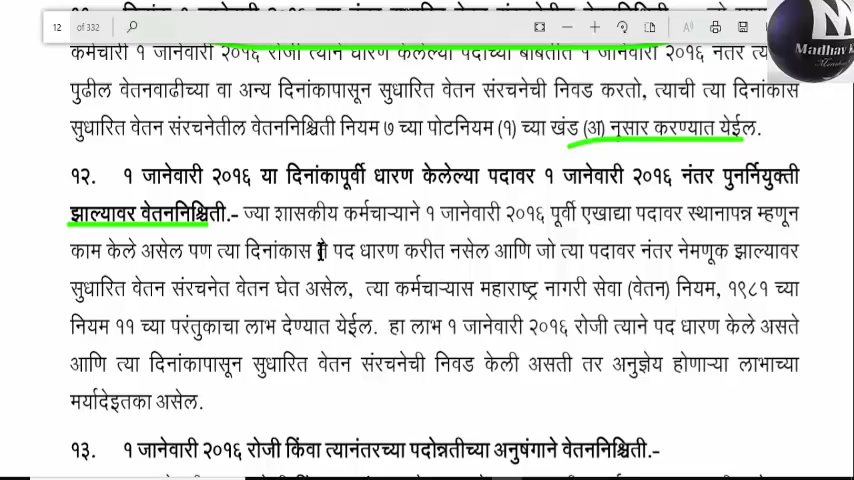 12 of 332
कर्मचारी १ जानेवारी २०१६ रोजी त्याने धारण केलेल्या पदाच्या बाबतीत १ जानेवारी २०१६ नंतर
पुढील वेतनवाढीच्या वा अन्य दिनांकापासून सुधारित वेतन संरचनेची निवड करतो, त्याची त्या दिनांकास
सुधारित वेतन संरचनेतील वेतननिश्चिती नियम ७ च्या पोटनियम (१) च्या खंड (अ) नुसार करण्यात येईल.
१२. १ जानेवारी २०१६ या दिनांकापूर्वी धारण केलेल्या पदावर १ जानेवारी २०१६ नंतर पुनर्नियुक्ती
झाल्यावर वेतननिश्चिती.- ज्या शासकीय कर्मचाऱ्याने १ जानेवारी २०१६ पूर्वी एखाद्या पदावर स्थानापन्न म्हणून
काम केले असेल पण त्या दिनांकास ते पद धारण करीत नसेल आणि जो त्या पदावर नंतर नेमणूक झाल्यावर
सुधारित वेतन संरचनेत वेतन घेत असेल, त्या कर्मचाऱ्यास महाराष्ट्र नागरी सेवा (वेतन) नियम, १९८१ च्या
नियम ११ च्या परंतुकाचा लाभ देण्यात येईल. हा लाभ १ जानेवारी २०१६ रोजी त्याने पद धारण केले असते
आणि त्या दिनांकापासून सुधारित वेतन संरचनेची निवड केली असती तर अनुज्ञेय होणाऱ्या लाभाच्या
मर्यादेइतका असेल.
१३. १ जानेवारी २०१६ रोजी किंवा त्यानंतरच्या पदोन्नतीच्या अनुषंगाने वेतननिश्चिती.-